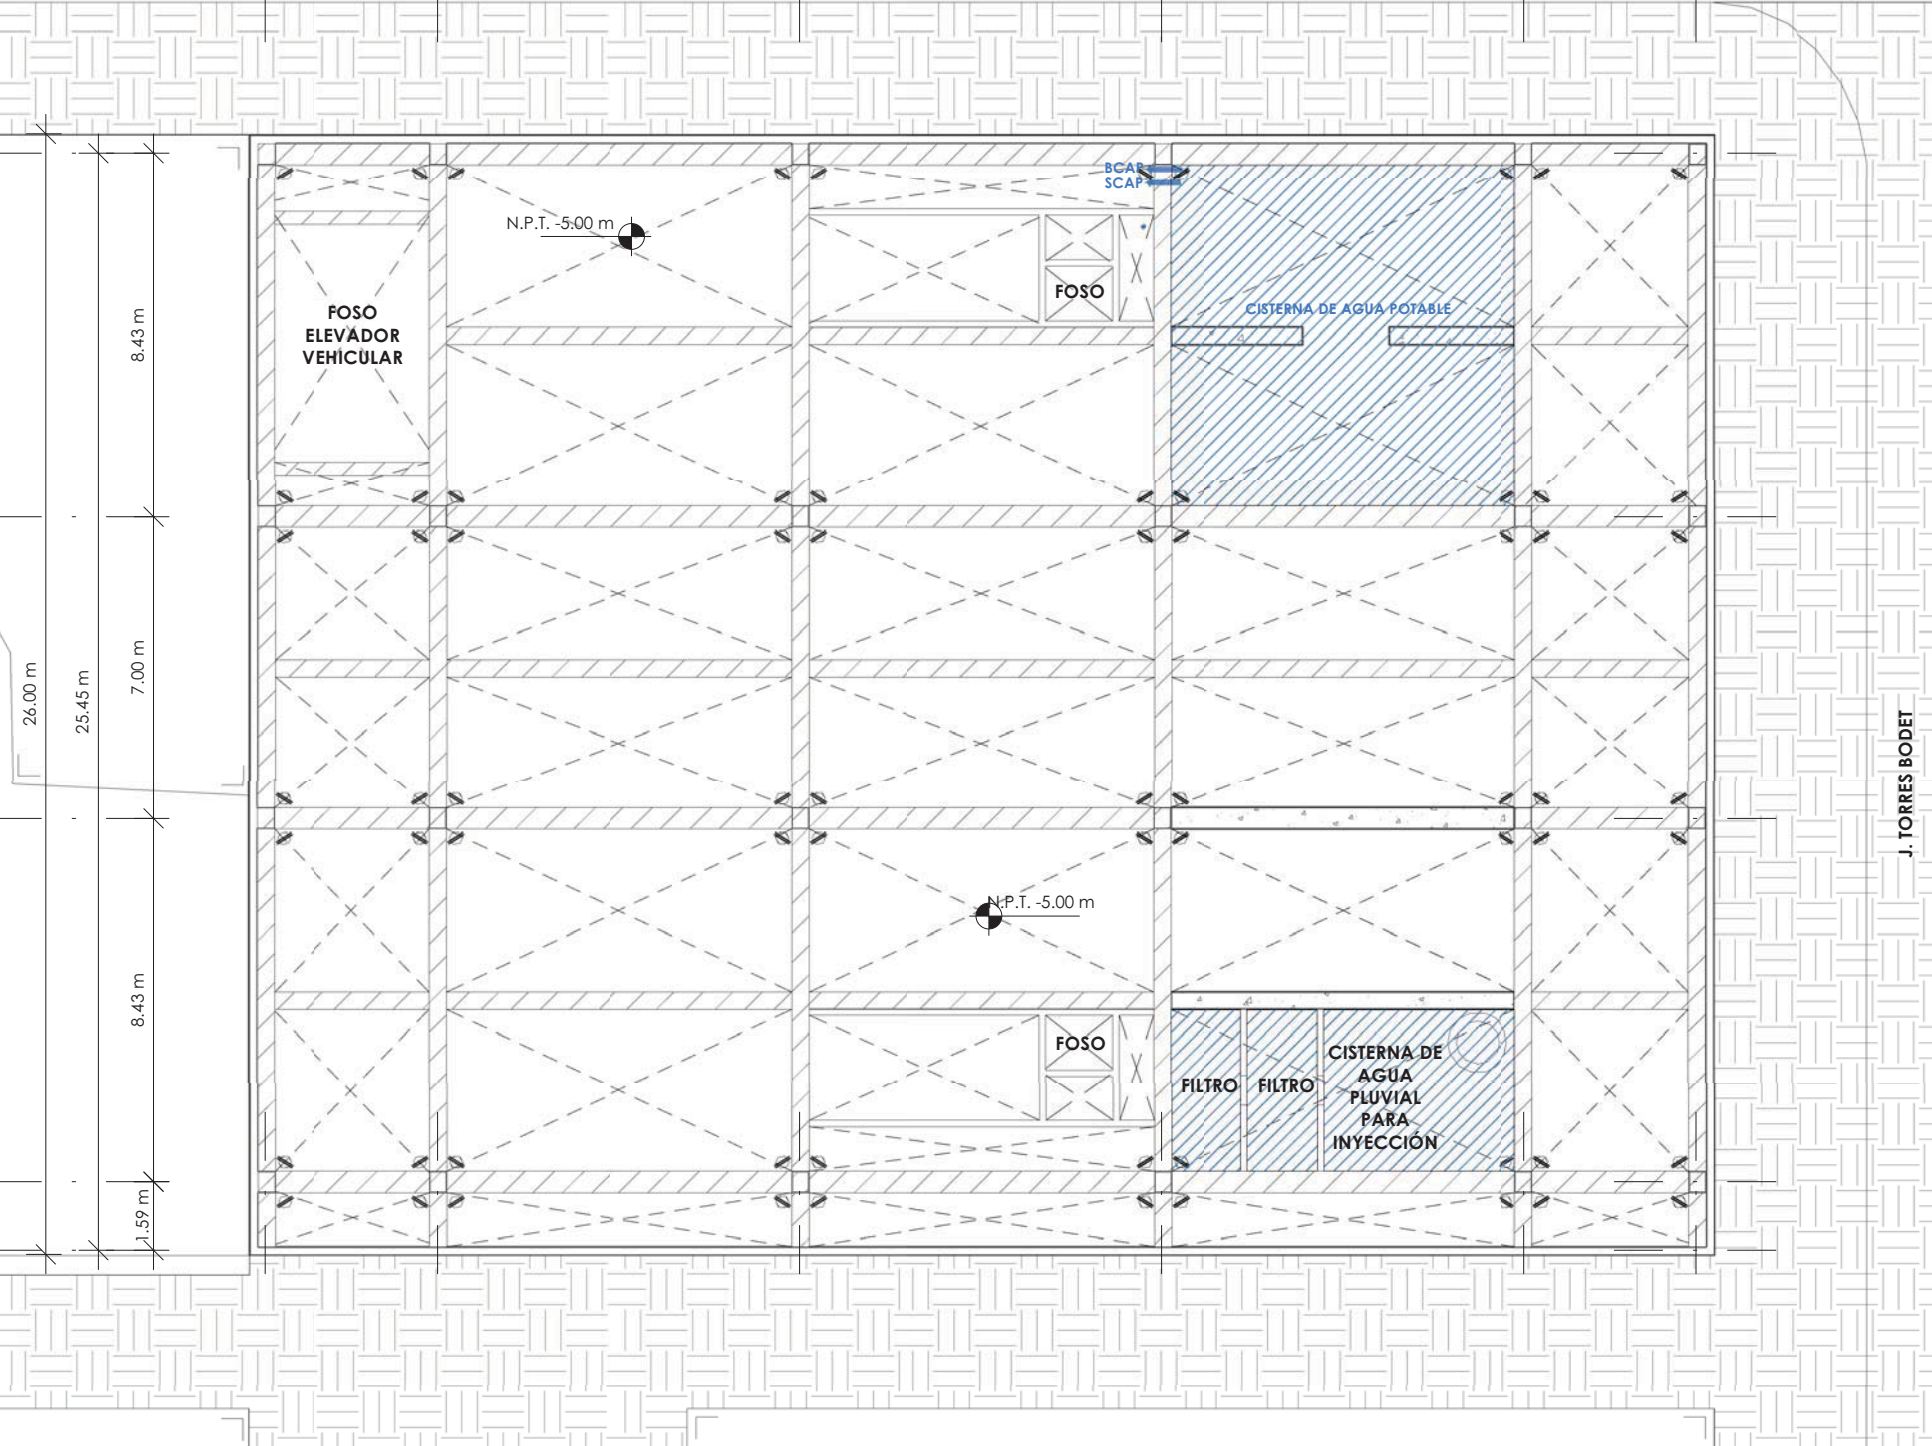 BCAP
SCAP
N.P.T. -5.00 m
FOSO
FOSO
ELEVADOR
VEHICULAR
CISTERNA DE AGUA POTABLE
8.43 m
7.00 m
26.00 m
25.45 m
J. TORRES BODET
N.P.T. -5.00 m
8.43 m
FOSO
FILTRO
FILTRO
CISTERNA DE
AGUA
PLUVIAL
PARA
INYECCIÓN
1.59 m